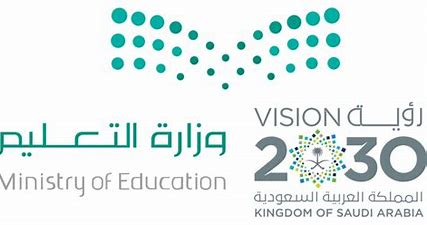 وزارة التعليم
Ministry of Education
VISION رؤية
2030
المملكة العربية السعودية
KINGDOM OF SAUDI ARABIA